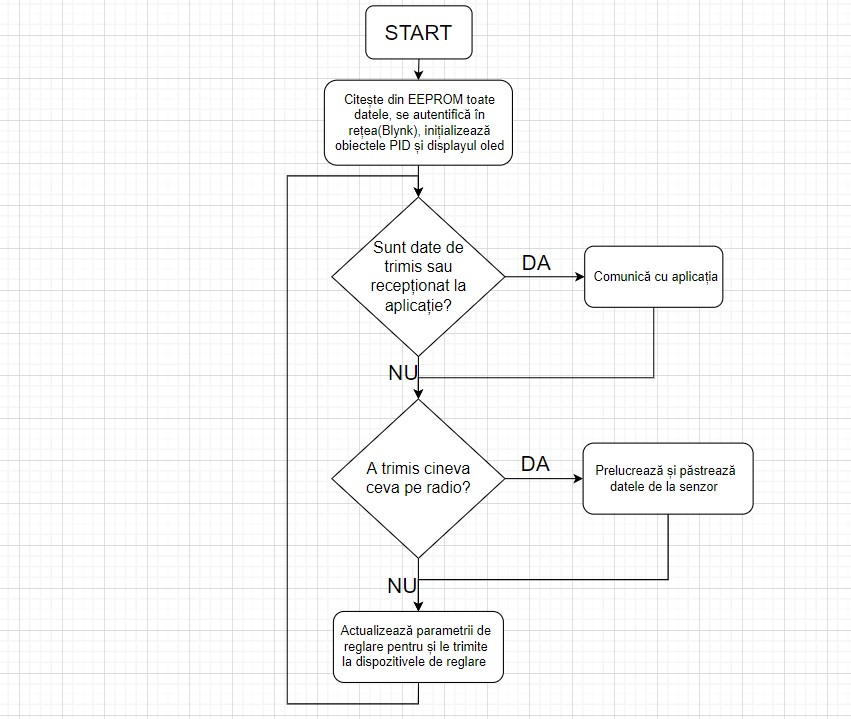 START
Citește din EEPROM toate
datele, se autentifică în
rețea(Blynk), inițializează
obiectele PID și displayul oled
Sunt date de
trimis sau
recepționat la
aplicație?
DA
Comunică cu aplicația
NU
A trimis cineva
ceva pe radio?
DA
Prelucrează și păstrează
datele de la senzor
NU
Actualizează parametrii de
reglare pentru și le trimite
la dispozitivele de reglare